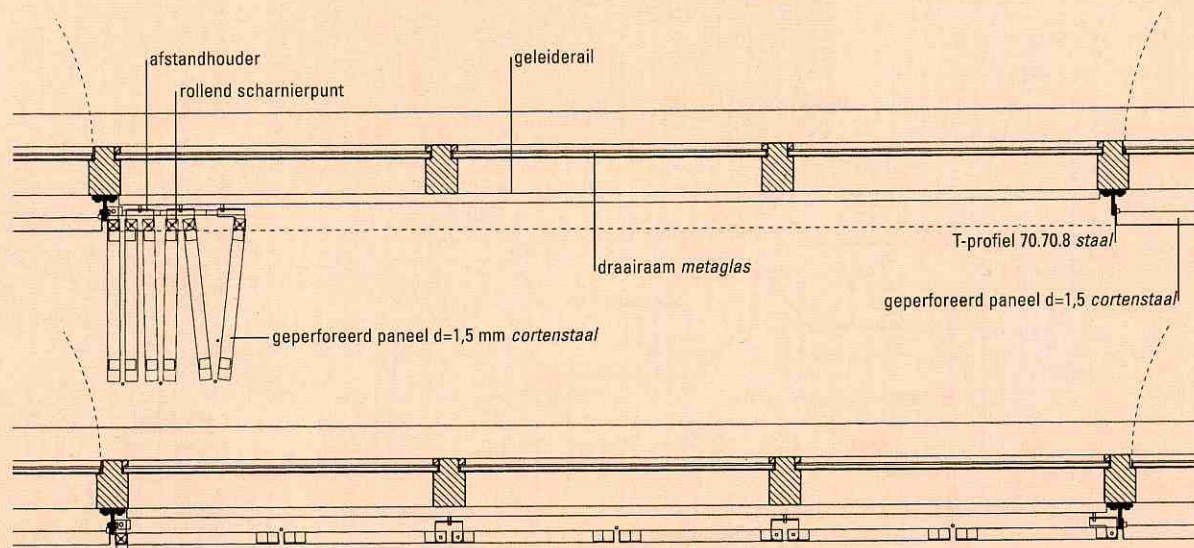 afstandhouder
geleiderail
rollend scharnierpunt
T-profiel 70.70.8 staal
draairaam metaglas
geperforeerd paneel d=1,5 cortenstaal
geperforeerd paneel d=1,5 mm cortenstaal